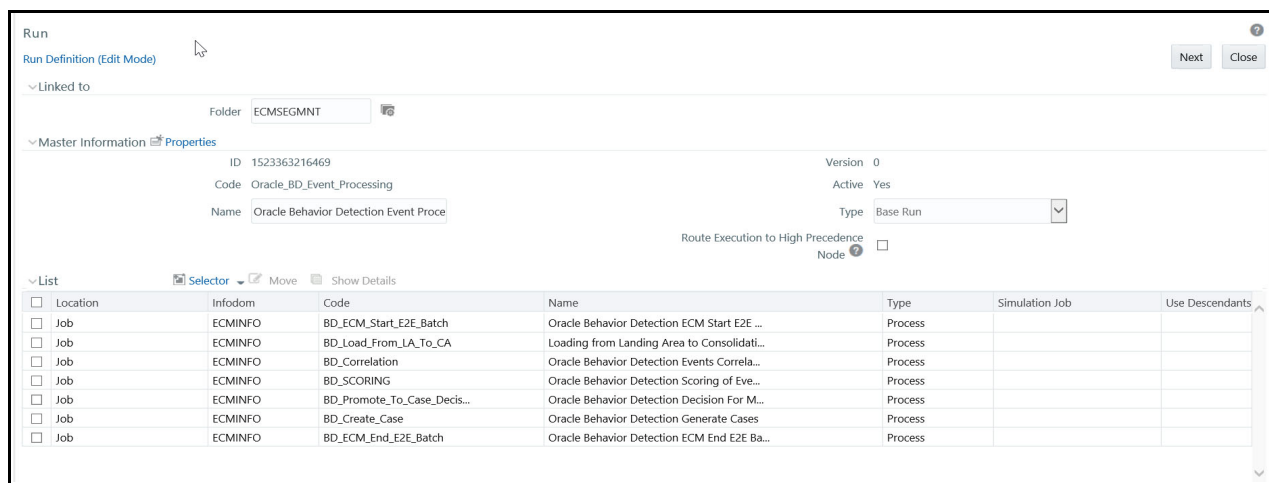 Run
Run Definition (Edit Mode)
Next Close
Linked to
Folder ECMSEGMNT
Master Information Properties
ID 1523363216469 Version 0
Code Oracle_BD_Event_Processing Active Yes
Name Oracle Behavior Detection Event Proce Type Base Run
Route Execution to High Precedence
Node
List Selector Move Show Details
Location Infodom Code Name Type Simulation Job Use Descendants
Job ECMINFO BD_ECM_Start_E2E_Batch Oracle Behavior Detection ECM Start E2E ... Process
Job ECMINFO BD_Load_From_LA_To_CA Loading from Landing Area to Consolidati... Process
Job ECMINFO BD_Correlation Oracle Behavior Detection Events Correla... Process
Job ECMINFO BD_SCORING Oracle Behavior Detection Scoring of Eve... Process
Job ECMINFO BD_Promote_To_Case_Decis... Oracle Behavior Detection Decision For M... Process
Job ECMINFO BD_Create_Case Oracle Behavior Detection Generate Cases Process
Job ECMINFO BD_ECM_End_E2E_Batch Oracle Behavior Detection ECM End E2E Ba... Process